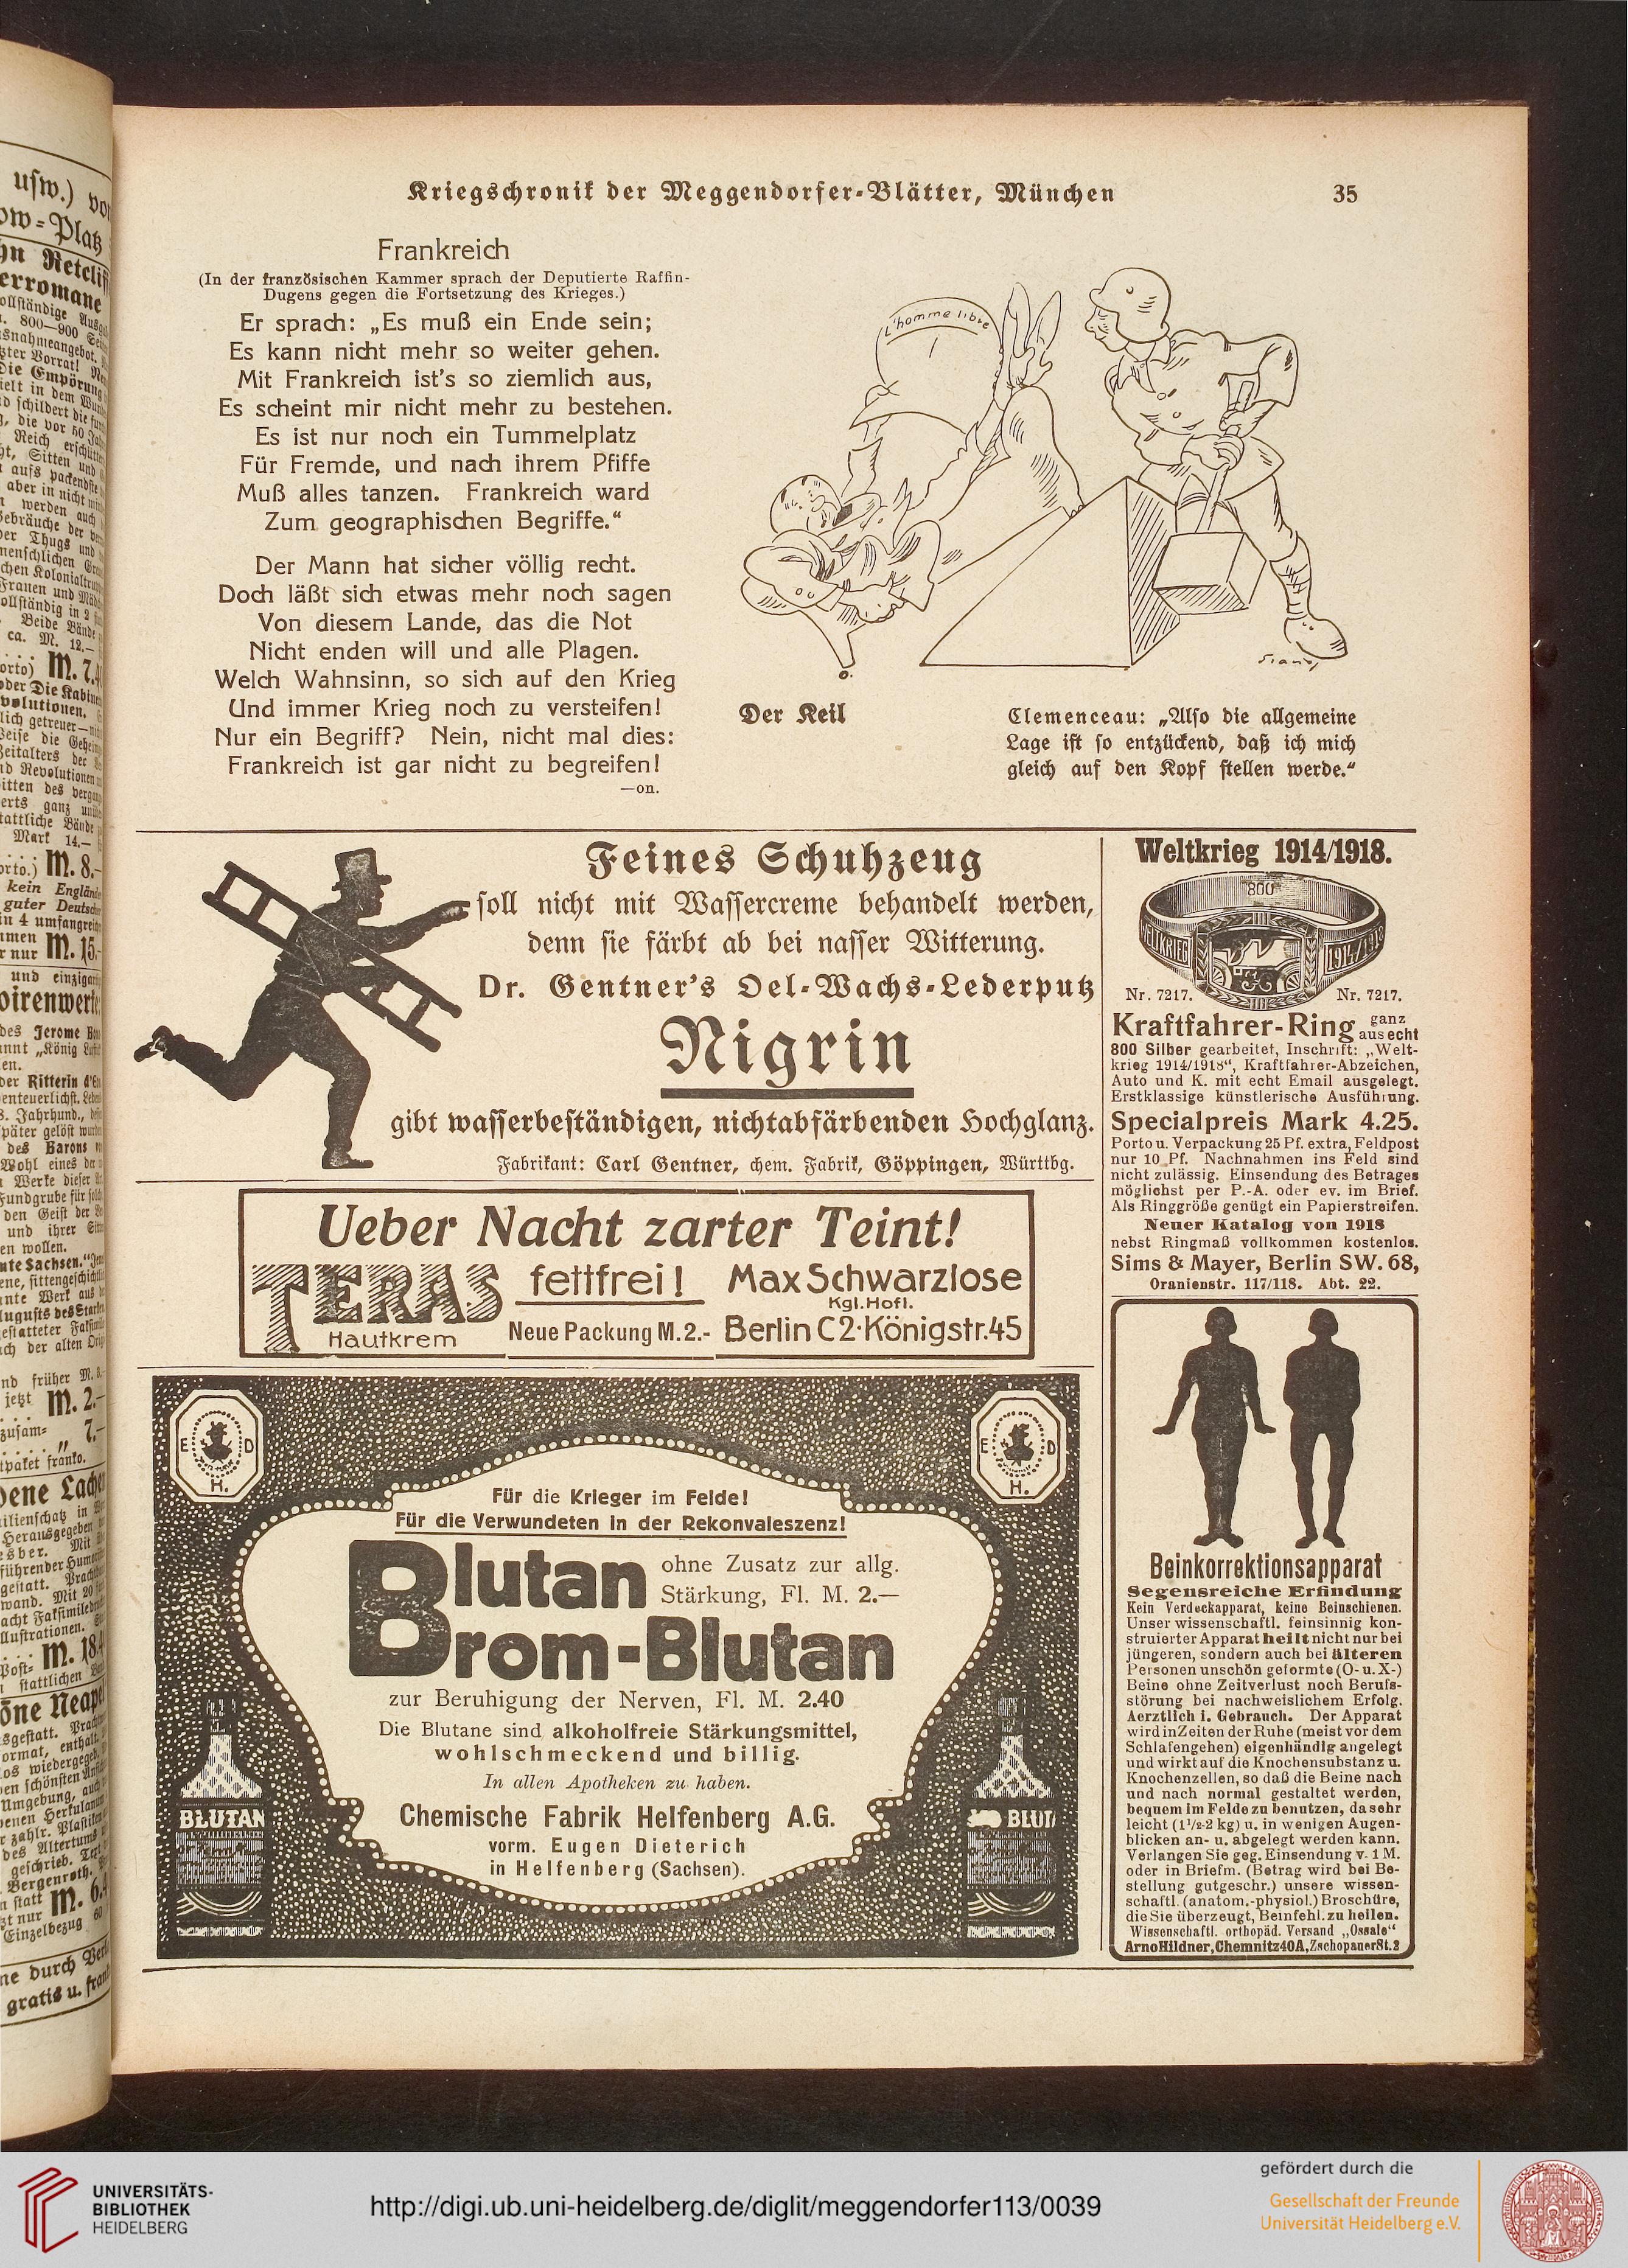 Kriegschronik der Meggendorfer-Blätter, München
35
Frankreich
(In der französischen Kammer sprach der Deputierte Raffin-
Dugens gegen die Fortsetzung des Krieges.)
Er sprach: „Es muß ein Ende sein;
Es kann nicht mehr so weiter gehen.
Mit Frankreich ist's so ziemlich aus,
Es scheint mir nicht mehr zu bestehen.
Es ist nur noch ein Tummelplatz
Für Fremde, und nach ihrem Pfiffe
Muß alles tanzen. Frankreich ward
Zum geographischen Begriffe.“
Der Mann hat sicher völlig recht.
Doch läßt sich etwas mehr noch sagen
Von diesem Lande, das die Not
Nicht enden will und alle Plagen.
Welch Wahnsinn, so sich auf den Krieg
Und immer Krieg noch zu versteifen!
Nur ein Begriff? Nein, nicht mal dies:
Frankreich ist gar nicht zu begreifen!
—on.
L'homme libre
Der Keil
Clemenceau: „Also die allgemeine
Lage ist so entzückend, daß ich mich
gleich auf den Kopf stellen werde.“
Feines Schuhzeug
soll nicht mit Wassercreme behandelt werden,
denn sie färbt ab bei nasser Witterung.
Dr. Gentner's Oel-Wachs-Lederputz
Nigrin
gibt wasserbeständigen, nichtabfärbenden Hochglanz.
Fabrikant: Carl Gentner, chem. Fabrik, Göppingen, Württbg.
Ueber Nacht zarter Teint!
TERAS
Hautkrem
fettfrei!
Neue Packung M. 2.-
Max Schwarzlose
Kgl. Hofl.
Berlin C2·Königstr. 45
E D
H.
E D
H.
Für die Krieger im Felde!
Für die Verwundeten in der Rekonvaleszenz!
Blutan
ohne Zusatz zur allg.
Stärkung, Fl. M. 2.—
Brom-Blutan
zur Beruhigung der Nerven, Fl. M. 2.40
Die Blutane sind alkoholfreie Stärkungsmittel,
wohlschmeckend und billig.
In allen Apotheken zu haben.
Chemische Fabrik Helfenberg A.G.
vorm. Eugen Dieterich
in Helfenberg (Sachsen).
BLUTAN
BLUT
Weltkrieg 1914/1918.
800
WELTKRIEG
1914/1918
Nr. 7217.
Nr. 7217.
Kraftfahrer-Ring ganz
aus echt
800 Silber gearbeitet, Inschrift: „Welt-
krieg 1914/1918“, Kraftfahrer-Abzeichen,
Auto und K. mit echt Email ausgelegt.
Erstklassige künstlerische Ausführung.
Specialpreis Mark 4.25.
Porto u. Verpackung 25 Pf. extra, Feldpost
nur 10 Pf. Nachnahmen ins Feld sind
nicht zulässig. Einsendung des Betrages
möglichst per P.-A. oder ev. im Brief.
Als Ringgröße genügt ein Papierstreifen.
Neuer Katalog von 1918
nebst Ringmaß vollkommen kostenlos.
Sims & Mayer, Berlin SW. 68,
Oranienstr. 117/118. Abt. 22.
Beinkorrektionsapparat
Segensreiche Erfindung
Kein Verdeckapparat, keine Beinschienen.
Unser wissenschaftl. feinsinnig kon-
struierter Apparat heilt nicht nur bei
jüngeren, sondern auch bei älteren
Personen unschön geformte (O- u. X-)
Beine ohne Zeitverlust noch Berufs-
störung bei nachweislichem Erfolg.
Aerztlich i. Gebrauch. Der Apparat
wird in Zeiten der Ruhe (meist vor dem
Schlafengehen) eigenhändig angelegt
und wirkt auf die Knochensubstanz u.
Knochenzellen, so daß die Beine nach
und nach normal gestaltet werden,
bequem im Felde zu benutzen, da sehr
leicht (1½-2 kg) u. in wenigen Augen-
blicken an- u. abgelegt werden kann.
Verlangen Sie geg. Einsendung v. 1 M.
oder in Briefm. (Betrag wird bei Be-
stellung gutgeschr.) unsere wissen-
schaftl. (anatom.-physiol.) Broschüre,
die Sie überzeugt, Beinfehl. zu heilen.
Wissenschaftl. orthopäd. Versand „Ossale“
Arno Hildner, Chemnitz 40A, Zschopauer St. 2
UNIVERSITÄTS-
BIBLIOTHEK
HEIDELBERG
http://digi.ub.uni-heidelberg.de/diglit/meggendorfer113/0039
gefördert durch die
Gesellschaft der Freunde
Universität Heidelberg e.V.